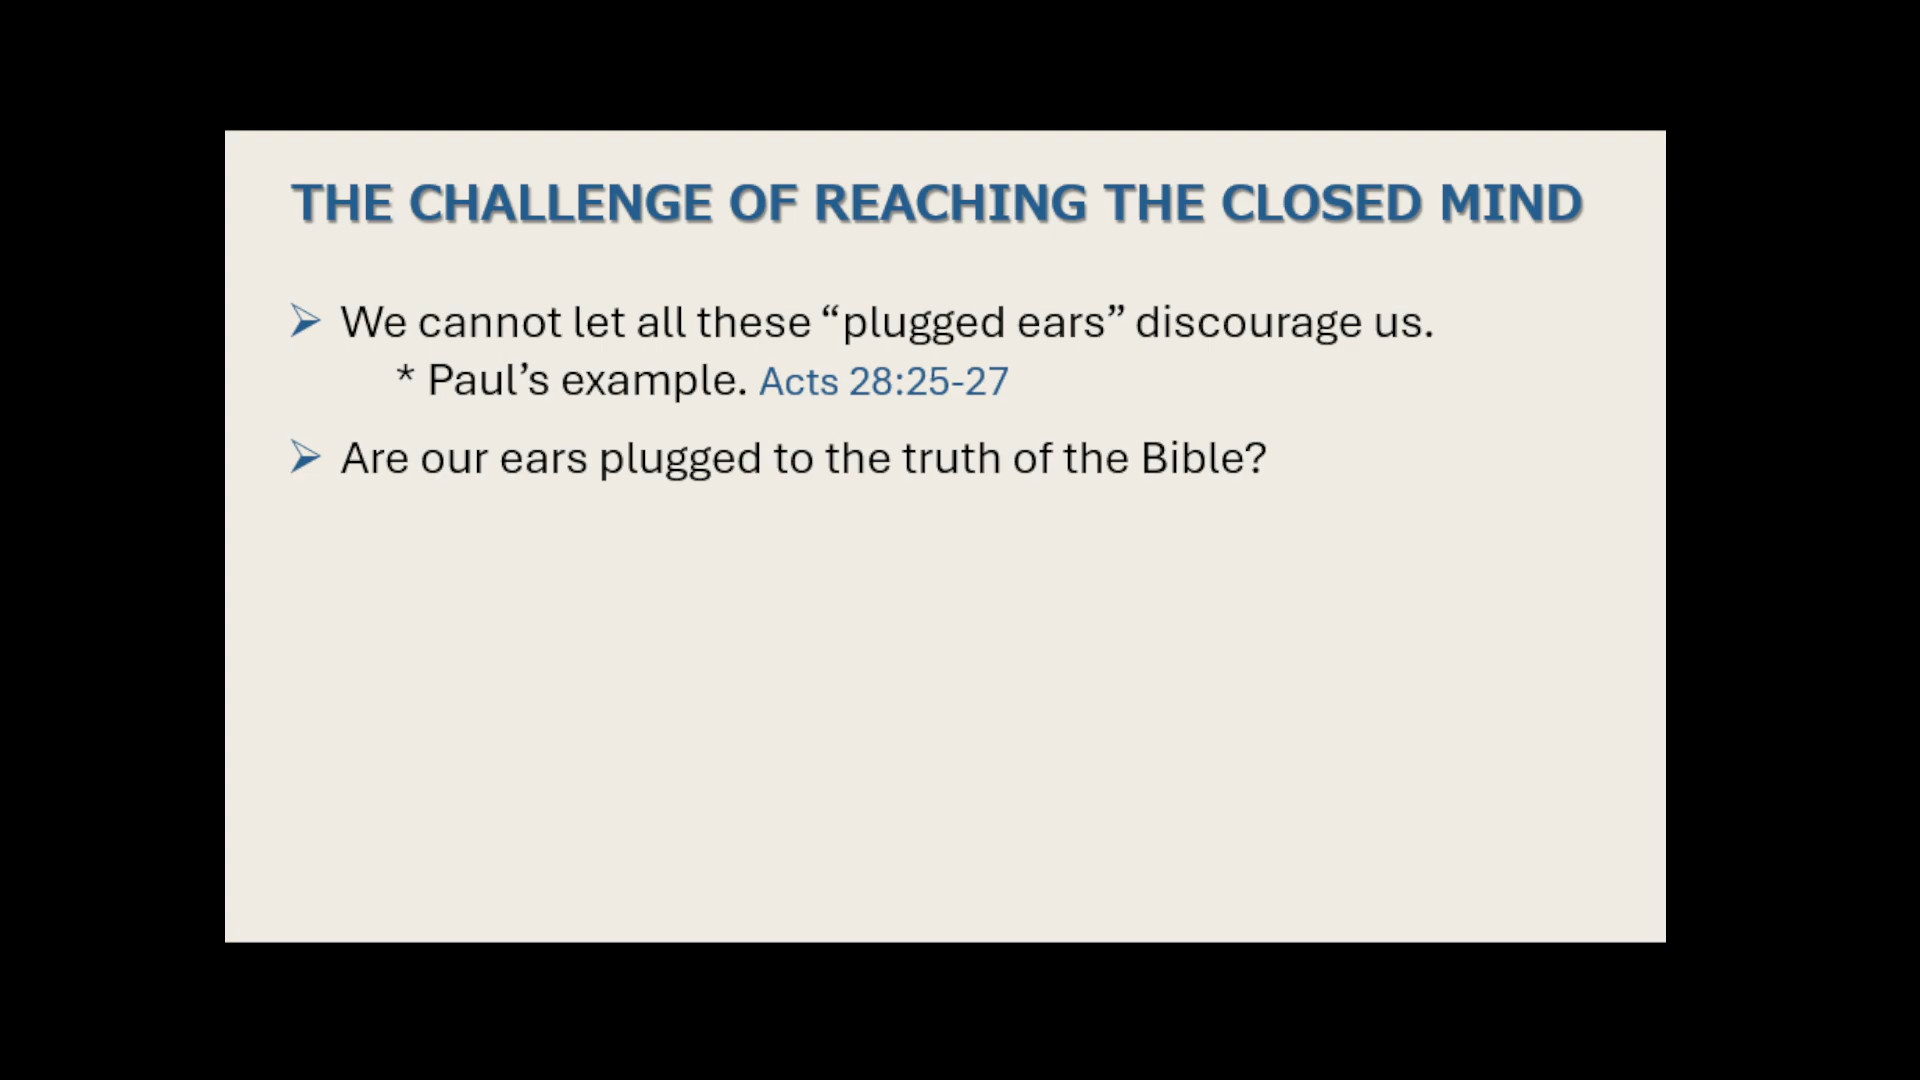 THE CHALLENGE OF REACHING THE CLOSED MIND
➢ We cannot let all these “plugged ears” discourage us.
* Paul’s example. Acts 28:25-27
➢ Are our ears plugged to the truth of the Bible?